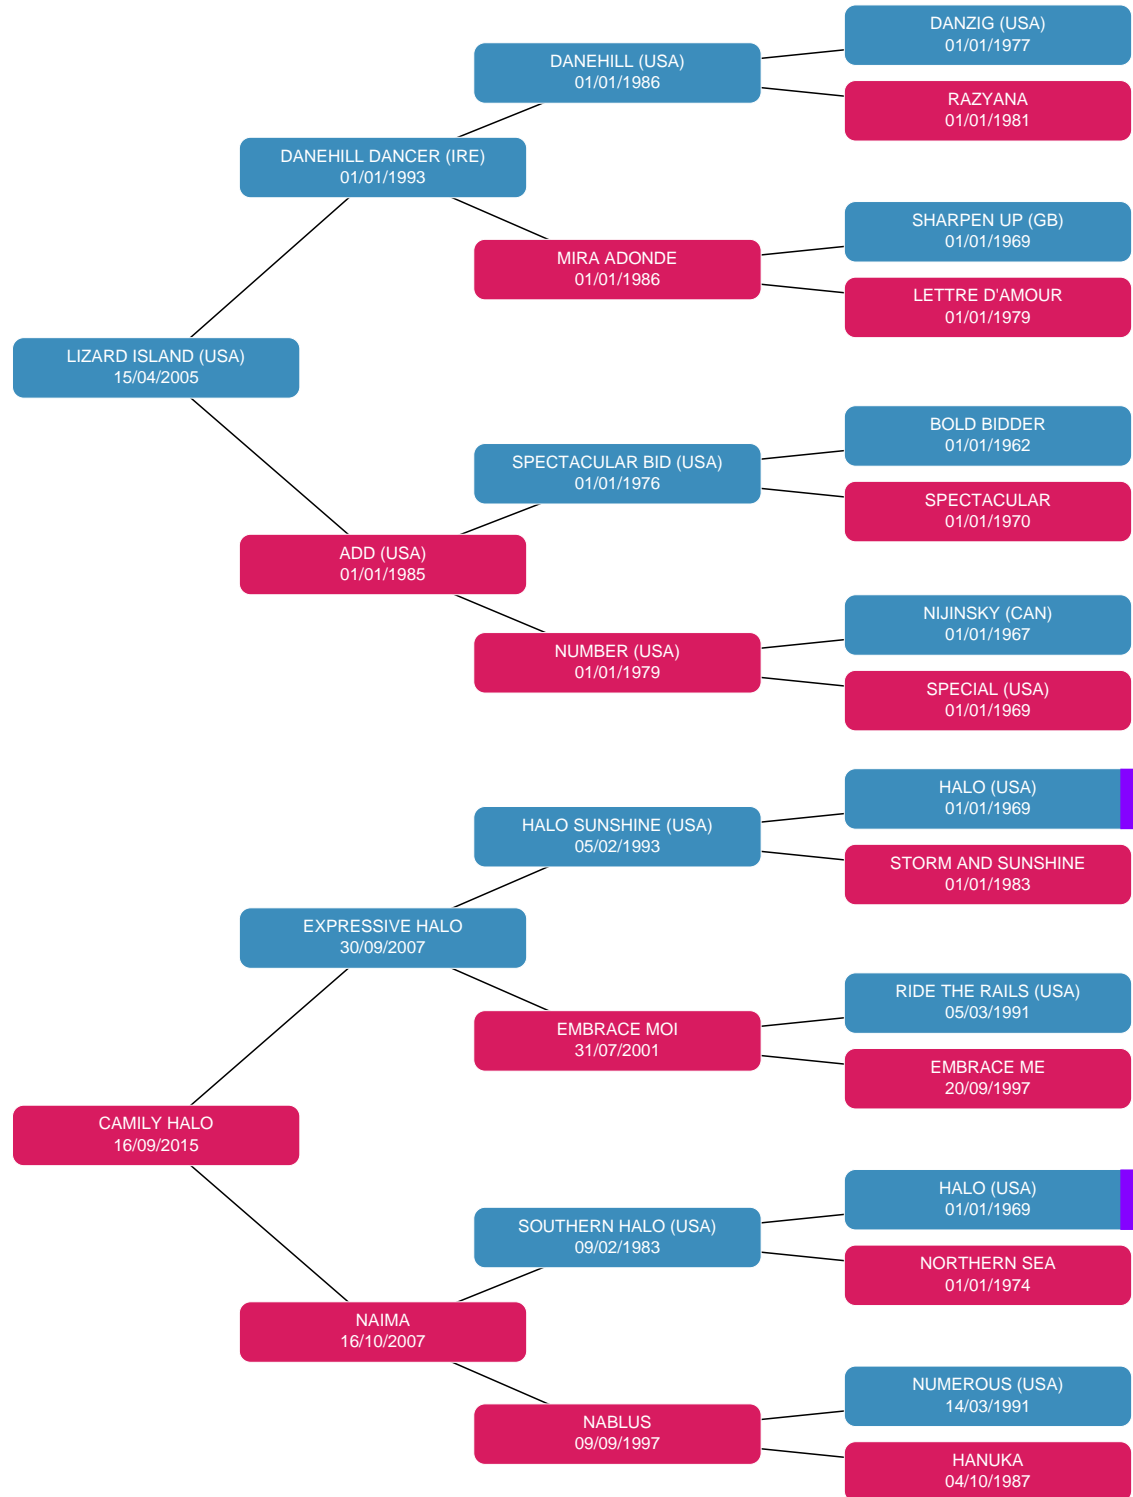 DANZIG (USA)
01/01/1977
DANEHILL (USA)
01/01/1986
RAZYANA
01/01/1981
DANEHILL DANCER (IRE)
01/01/1993
SHARPEN UP (GB)
01/01/1969
MIRA ADONDE
01/01/1986
LETTRE D'AMOUR
01/01/1979
LIZARD ISLAND (USA)
15/04/2005
BOLD BIDDER
01/01/1962
SPECTACULAR BID (USA)
01/01/1976
SPECTACULAR
01/01/1970
ADD (USA)
01/01/1985
NIJINSKY (CAN)
01/01/1967
NUMBER (USA)
01/01/1979
SPECIAL (USA)
01/01/1969
HALO (USA)
01/01/1969
HALO SUNSHINE (USA)
05/02/1993
STORM AND SUNSHINE
01/01/1983
EXPRESSIVE HALO
30/09/2007
RIDE THE RAILS (USA)
05/03/1991
EMBRACE MOI
31/07/2001
EMBRACE ME
20/09/1997
CAMILY HALO
16/09/2015
HALO (USA)
01/01/1969
SOUTHERN HALO (USA)
09/02/1983
NORTHERN SEA
01/01/1974
NAIMA
16/10/2007
NUMEROUS (USA)
14/03/1991
NABLUS
09/09/1997
HANUKA
04/10/1987